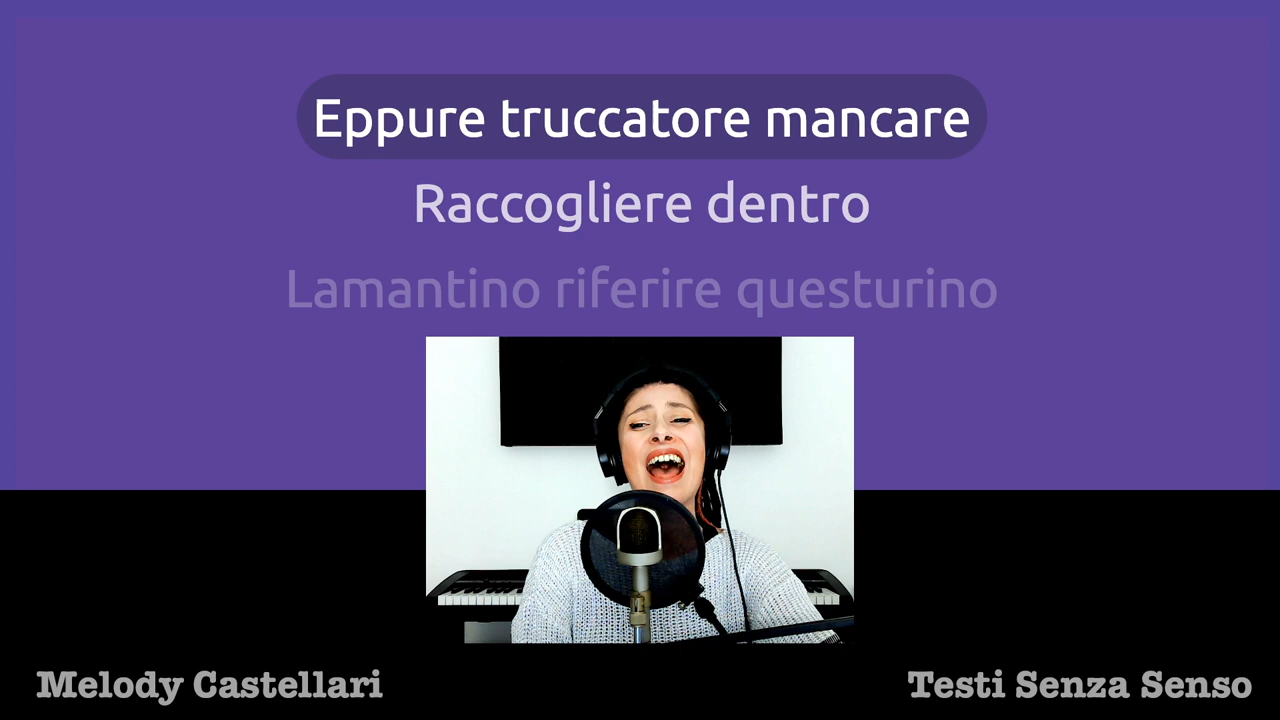 Eppure truccatore mancare
Raccogliere dentro
Lamantino riferire questurino
Melody Castellari
Testi Senza Senso